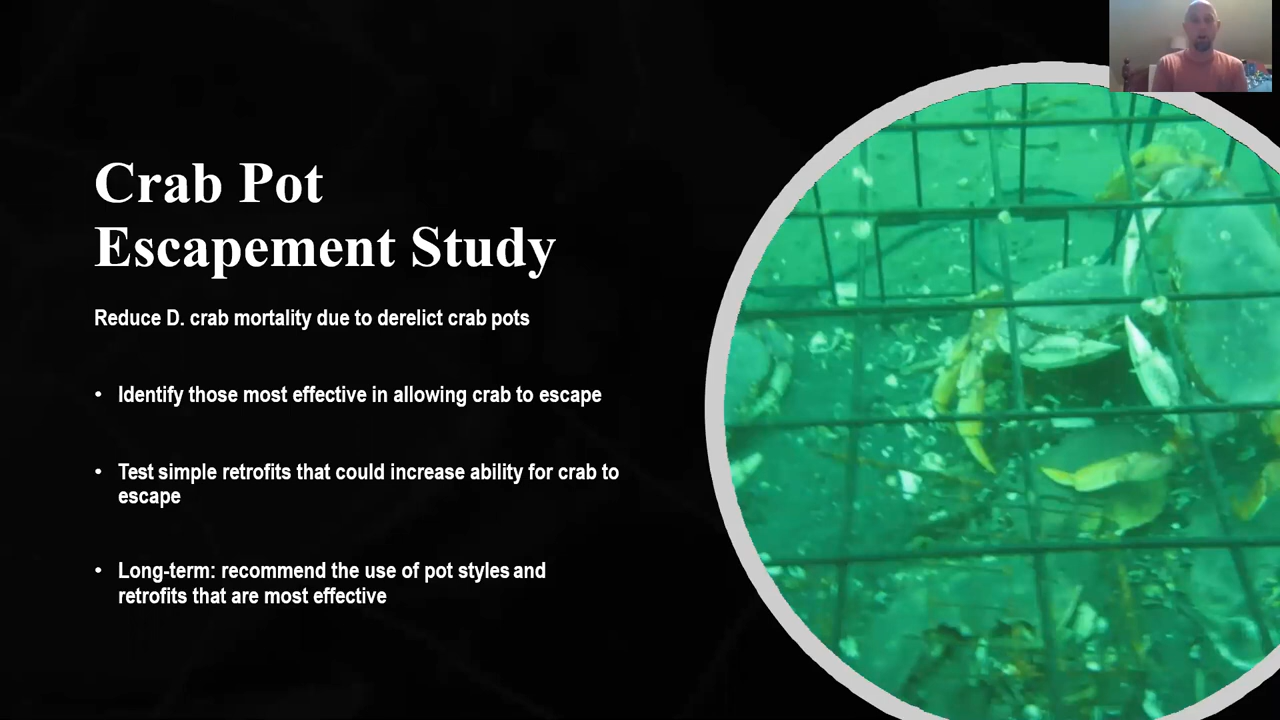 Crab Pot
Escapement Study
Reduce D. crab mortality due to derelict crab pots
• Identify those most effective in allowing crab to escape
• Test simple retrofits that could increase ability for crab to
escape
• Long-term: recommend the use of pot styles and
retrofits that are most effective